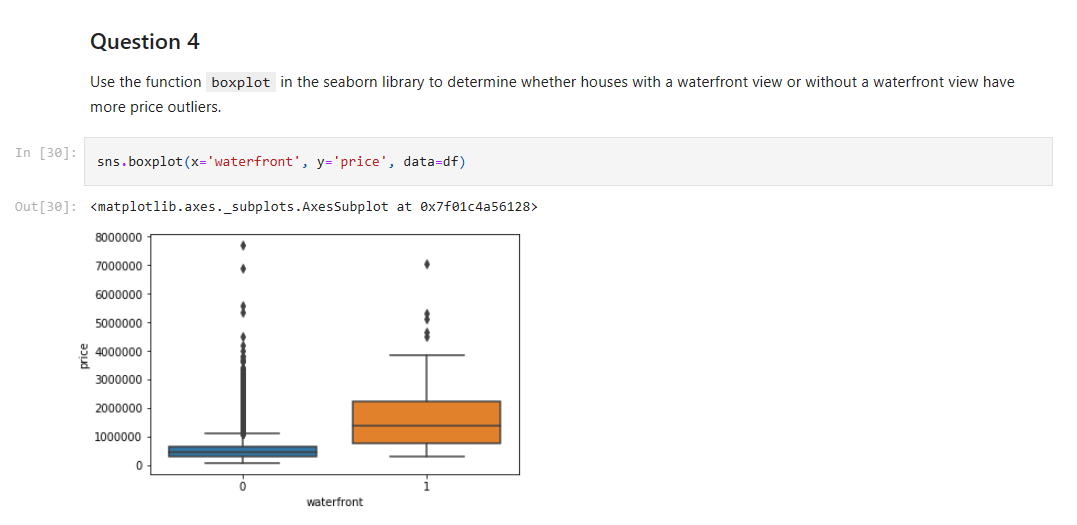 Question 4
Use the function boxplot in the seaborn library to determine whether houses with a waterfront view or without a waterfront view have
more price outliers.
In [30]:
sns.boxplot(x='waterfront', y='price', data=df)
Out[30]:
<matplotlib.axes._subplots.AxesSubplot at 0x7f01c4a56128>
8000000
7000000
6000000
5000000
4000000
3000000
2000000
1000000
0
price
0 1
waterfront